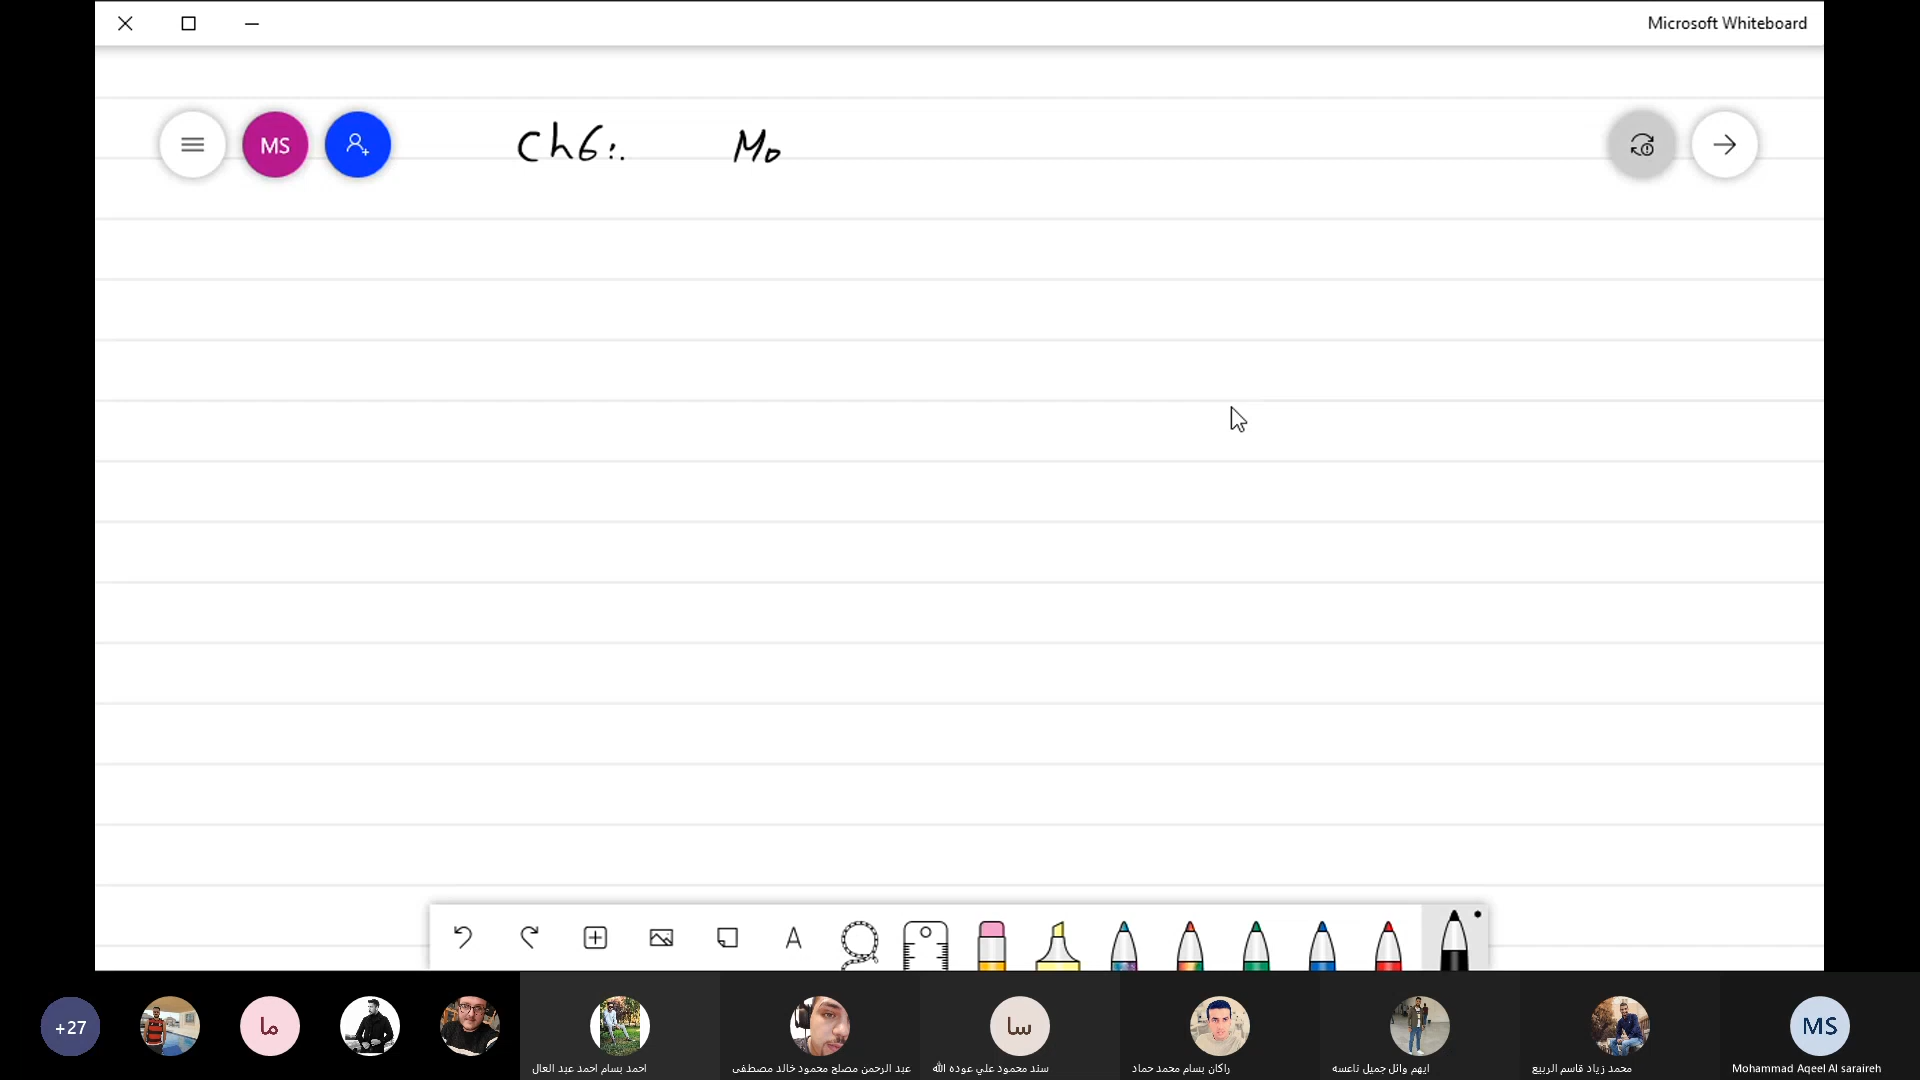 Microsoft Whiteboard
MS
Ch6:. Mo
+27
ما
سا
MS
احمد بسام احمد عبد العال
عبد الرحمن مصلح محمود خالد مصطفى
سند محمود علي عوده الله
راكان بسام محمد حماد
ايهم وائل جميل ناعسه
محمد زياد قاسم الربيع
Mohammad Aqeel Al saraireh